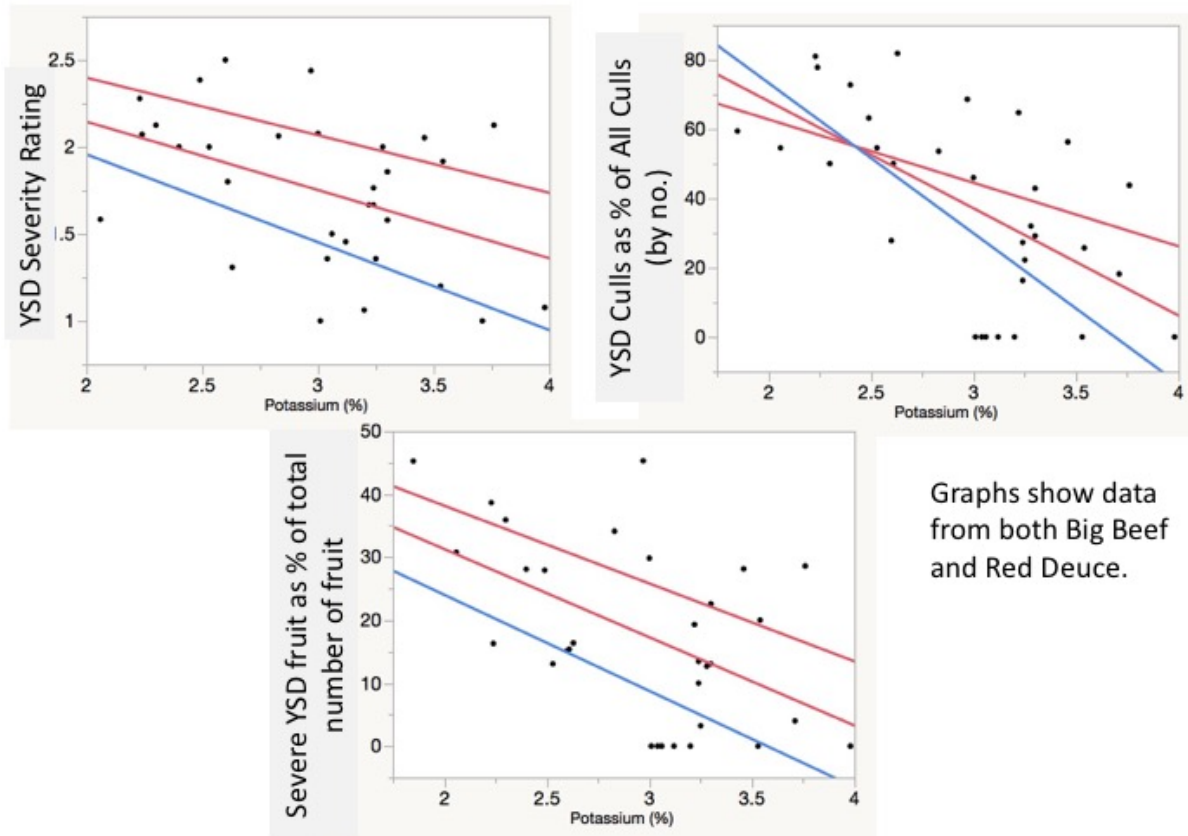 YSD Severity Rating
2.5
2
1.5
1
2
2.5
3
3.5
4
Potassium (%)
YSD Culls as % of All Culls
(by no.)
80
60
40
20
0
2
2.5
3
3.5
4
Potassium (%)
Severe YSD fruit as % of total
number of fruit
50
40
30
20
10
0
2
2.5
3
3.5
4
Potassium (%)
Graphs show data
from both Big Beef
and Red Deuce.